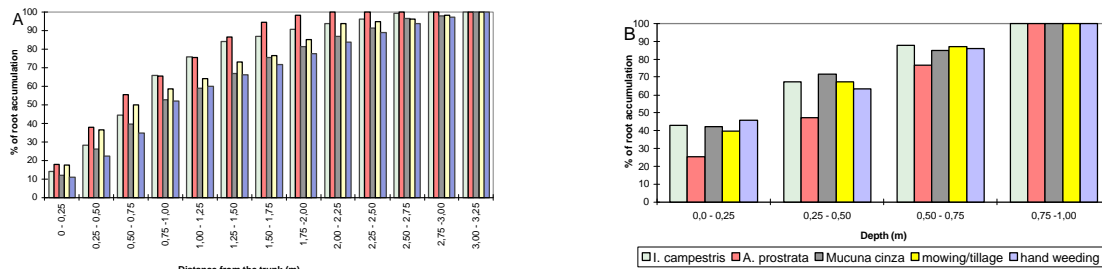 A
% of root accumulation
100
90
80
70
60
50
40
30
20
10
0 - 0,25
0,25 - 0,50
0,50 - 0,75
0,75 -1,00
1,00 - 1,25
1,25 - 1,50
1,50 - 1,75
1,75 - 2,00
2,00 - 2,25
2,25 - 2,50
2,50 - 2,75
2,75 - 3,00
3,00 - 3,25
Distance from the trunk (m)
B
% of root accumulation
100
90
80
70
60
50
40
30
20
10
0
0,0 - 0,25
0,25 - 0,50
0,50 - 0,75
0,75 -1,00
Depth (m)
I. campestris
A. prostrata
Mucuna cinza
mowing/tillage
hand weeding